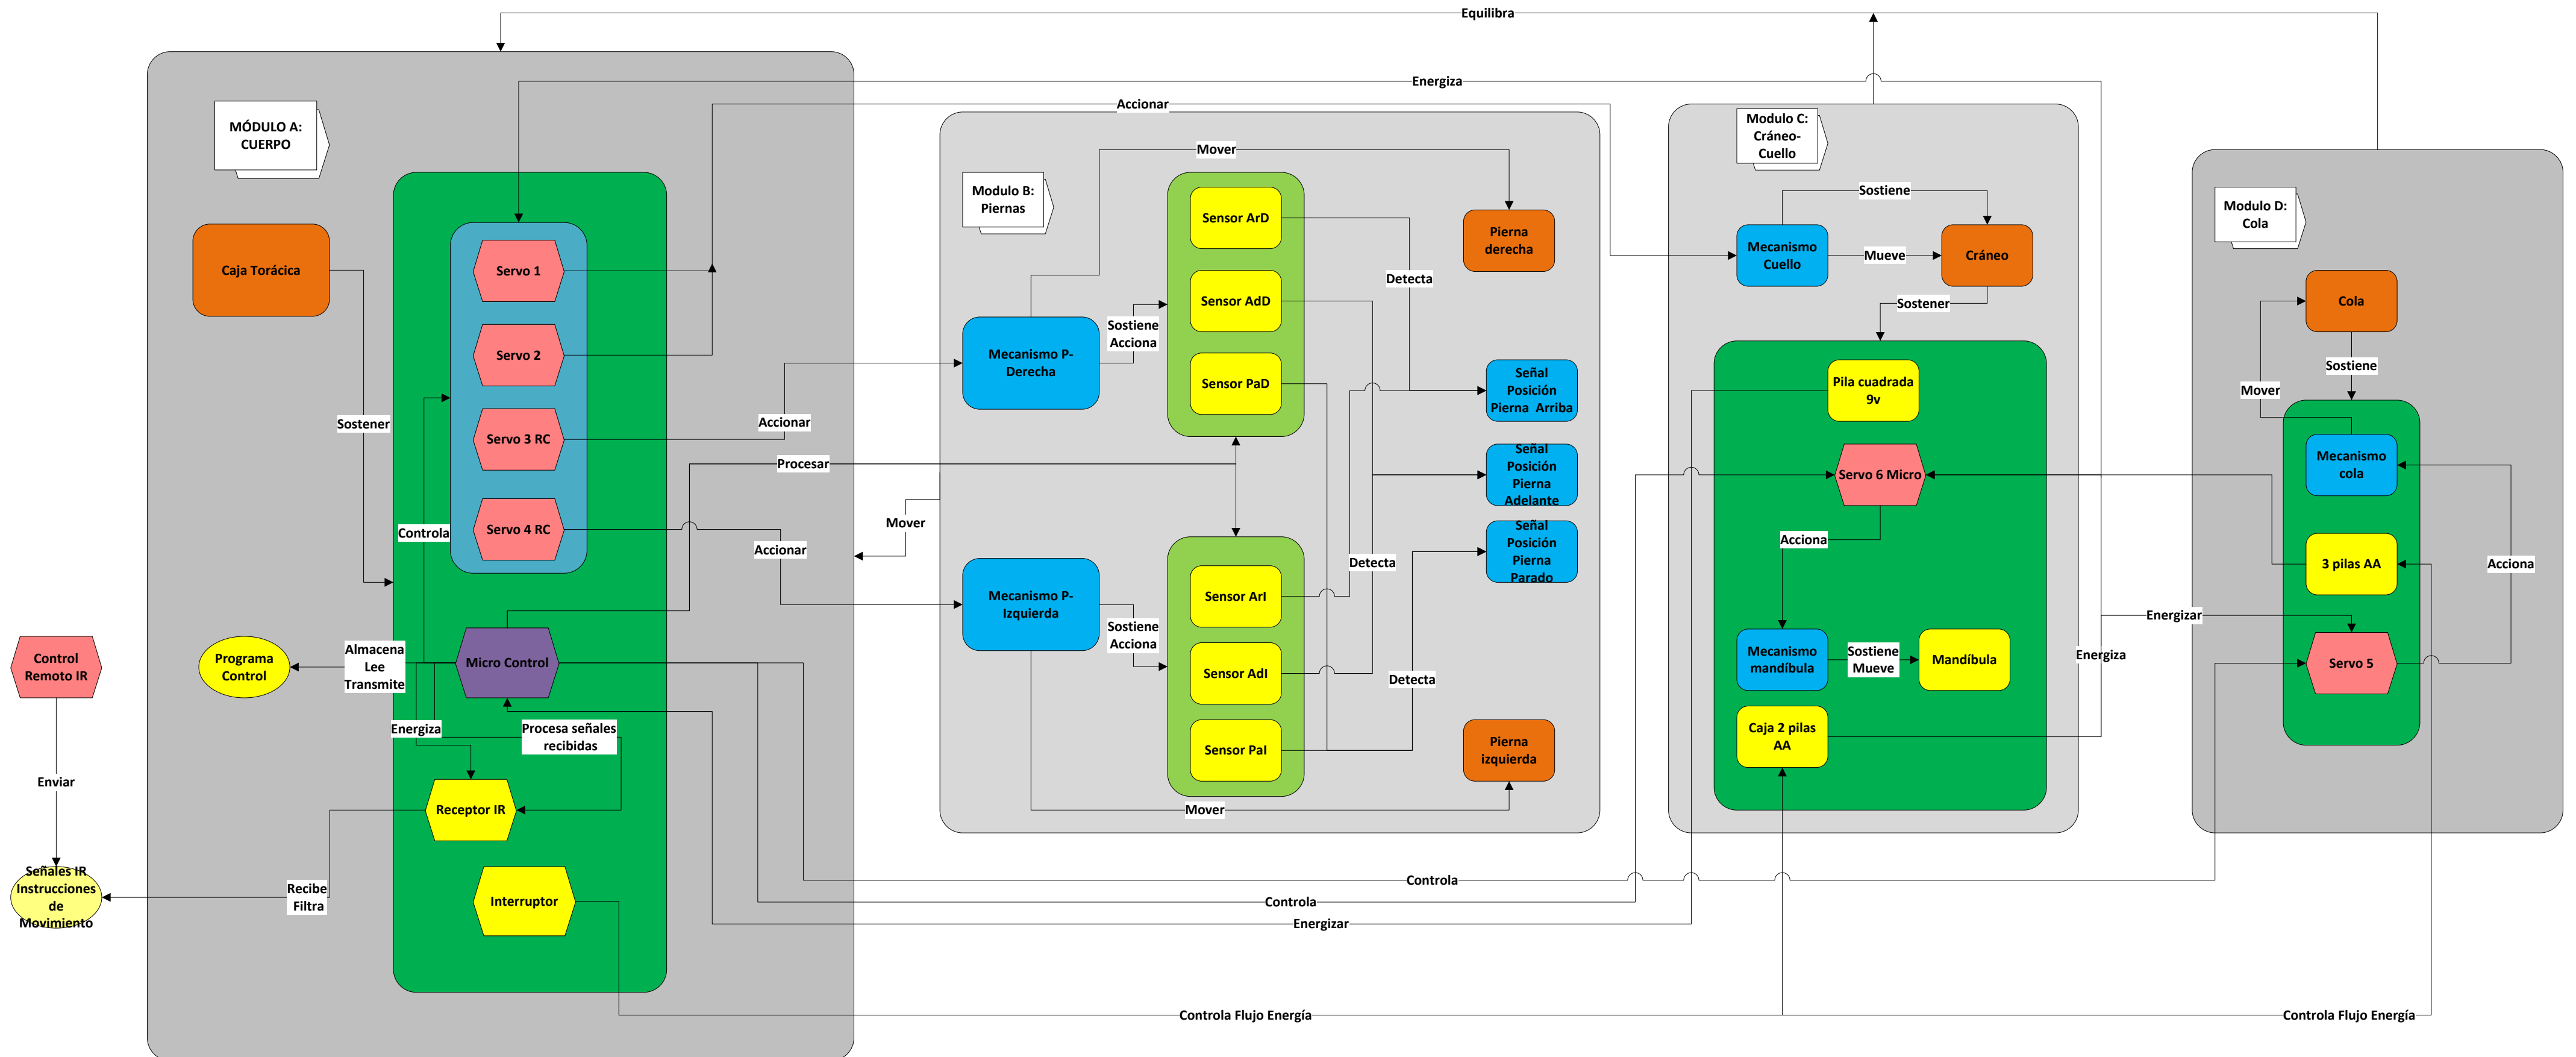 Equilibra
Energiza
Accionar
MÓDULO A:
CUERPO
Caja Torácica
Sostener
Servo 1
Servo 2
Servo 3 RC
Servo 4 RC
Controla
Micro Control
Programa
Control
Almacena
Lee
Transmite
Energiza
Procesa señales
recibidas
Receptor IR
Interruptor
Recibe
Filtra
Control
Remoto IR
Enviar
Señales IR
Instrucciones
de
Movimiento
Accionar
Procesar
Accionar
Mover
Modulo B:
Piernas
Mover
Mecanismo P-
Derecha
Sostiene
Acciona
Sensor ArD
Sensor AdD
Sensor PaD
Mecanismo P-
Izquierda
Sostiene
Acciona
Sensor ArI
Sensor AdI
Sensor PaI
Mover
Pierna
derecha
Detecta
Señal
Posición
Pierna Arriba
Señal
Posición
Pierna
Adelante
Señal
Posición
Pierna
Parado
Detecta
Detecta
Pierna
izquierda
Modulo C:
Cráneo-
Cuello
Sostiene
Mecanismo
Cuello
Mueve
Cráneo
Sostener
Pila cuadrada
9v
Servo 6 Micro
Acciona
Mecanismo
mandíbula
Sostiene
Mueve
Mandíbula
Caja 2 pilas
AA
Energiza
Energizar
Modulo D:
Cola
Cola
Sostiene
Mover
Mecanismo
cola
3 pilas AA
Acciona
Servo 5
Controla
Controla
Energizar
Controla Flujo Energía
Controla Flujo Energía